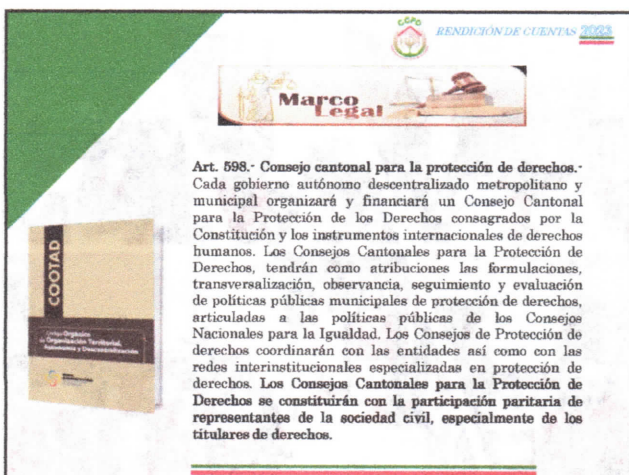 CCPD
RENDICIÓN DE CUENTAS 2023
Marco
Legal
Art. 598.- Consejo cantonal para la protección de derechos.-
Cada gobierno autónomo descentralizado metropolitano y
municipal organizará y financiará un Consejo Cantonal
para la Protección de los Derechos consagrados por la
Constitución y los instrumentos internacionales de derechos
humanos. Los Consejos Cantonales para la Protección de
Derechos, tendrán como atribuciones las formulaciones,
transversalización, observancia, seguimiento y evaluación
de políticas públicas municipales de protección de derechos,
articuladas a las políticas públicas de los Consejos
Nacionales para la Igualdad. Los Consejos de Protección de
derechos coordinarán con las entidades así como con las
redes interinstitucionales especializadas en protección de
derechos. Los Consejos Cantonales para la Protección de
Derechos se constituirán con la participación paritaria de
representantes de la sociedad civil, especialmente de los
titulares de derechos.
COOTAD
Código Orgánico
de Organización Territorial,
Autonomía y Descentralización